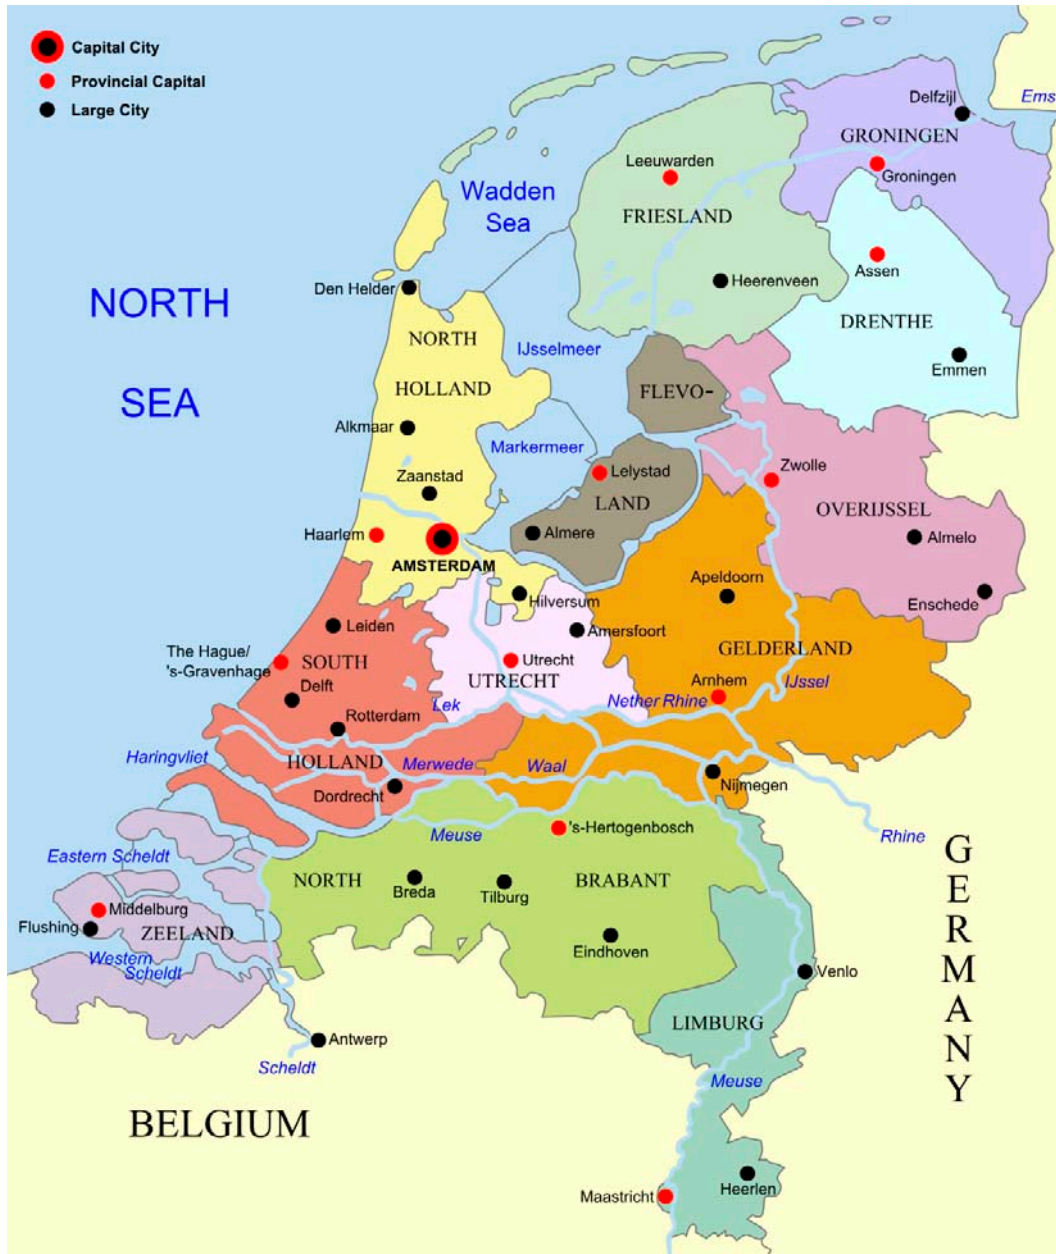 Capital City
Provincial Capital
Large City
Delfzijl
Ems
GRONINGEN
Leeuwarden
Groningen
Wadden
Sea
FRIESLAND
Assen
Heerenveen
Den Helder
NORTH
SEA
DRENTHE
NORTH
HOLLAND
IJsselmeer
Emmen
FLEVO-
LAND
Alkmaar
Markermeer
Zwolle
Lelystad
Zaanstad
OVERIJSSEL
Haarlem
Almere
Almelo
AMSTERDAM
Apeldoorn
Hilversum
Enschede
Leiden
Amersfoort
GELDERLAND
The Hague/
's-Gravenhage
SOUTH
HOLLAND
Utrecht
UTRECHT
Arnhem
IJssel
Delft
Lek
Nether Rhine
Rotterdam
Haringvliet
Merwede
Waal
Dordrecht
Nijmegen
Meuse
's-Hertogenbosch
Rhine
Eastern Scheldt
NORTH
BRABANT
Breda
Tilburg
Middelburg
Flushing
ZEELAND
Eindhoven
Western
Scheldt
Venlo
LIMBURG
Antwerp
Scheldt
Meuse
BELGIUM
GERMANY
Maastricht
Heerlen